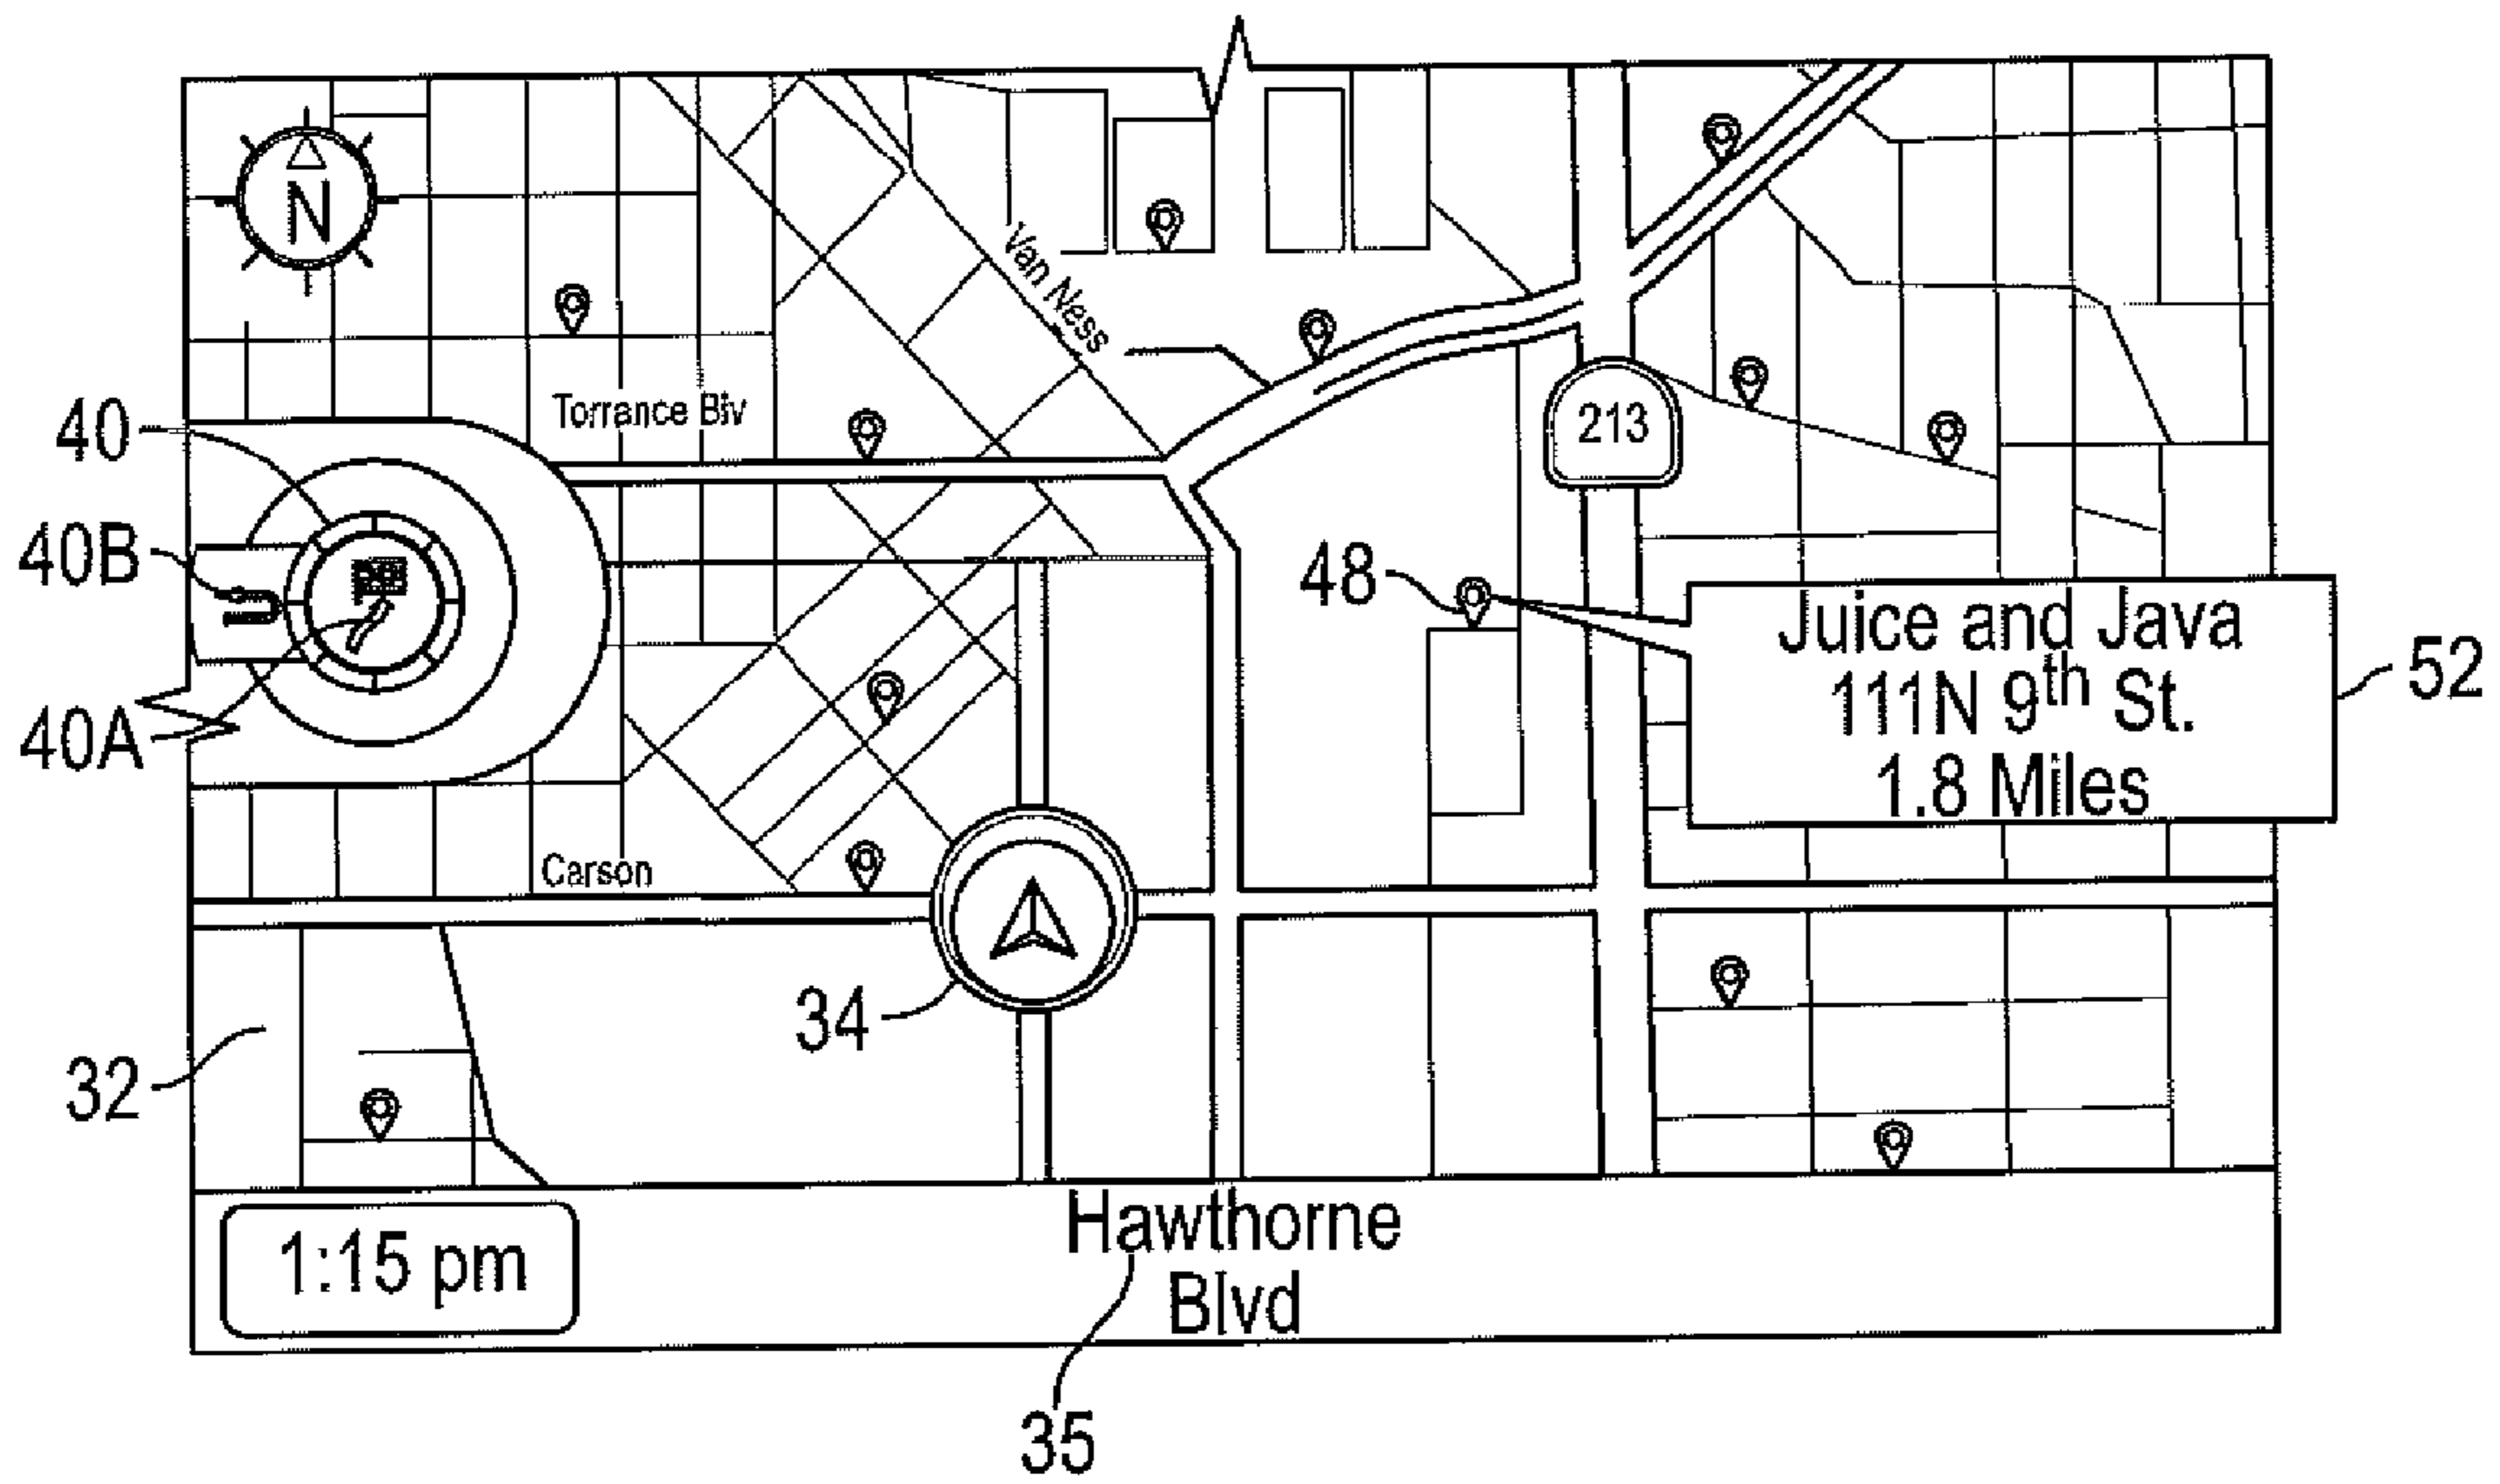 N
Van Ness
Torrance Blv
213
40
40B
40A
48
Juice and Java
111N 9th St.
1.8 Miles
52
Carson
34
32
1:15 pm
Hawthorne
Blvd
35